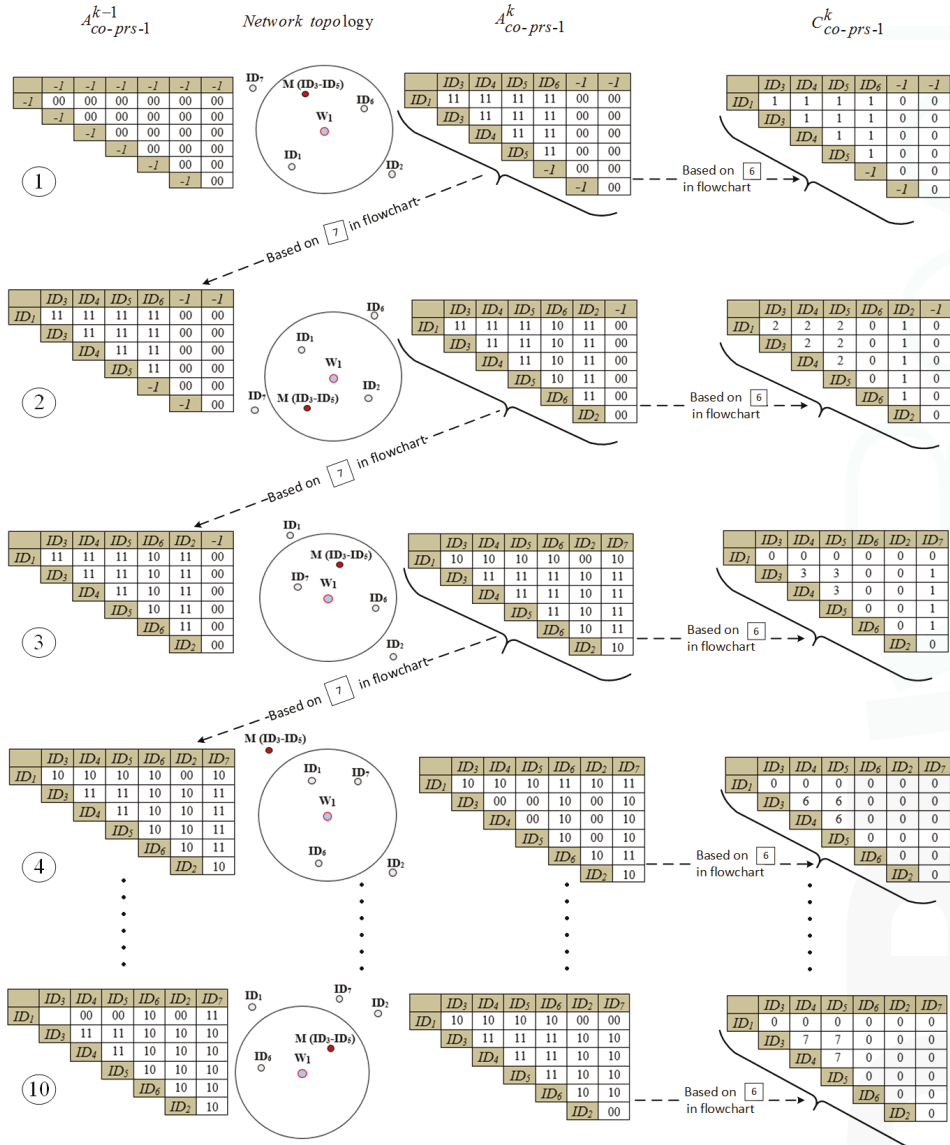 A^{k-1}_{co-prs-1}
Network topology
A^k_{co-prs-1}
C^k_{co-prs-1}
1
-1 -1 -1 -1 -1 -1
-1 00 00 00 00 00 00
-1 00 00 00 00 00
-1 00 00 00 00
-1 00 00 00
-1 00 00
-1 00
ID₇
M (ID₃-ID₅)
ID₆
W₁
ID₁
ID₂
ID₃ ID₄ ID₅ ID₆ -1 -1
ID₁ 11 11 11 11 00 00
ID₃ 11 11 11 00 00
ID₄ 11 11 00 00
ID₅ 11 00 00
-1 00 00
-1 00
Based on 6
in flowchart
ID₃ ID₄ ID₅ ID₆ -1 -1
ID₁ 1 1 1 1 0 0
ID₃ 1 1 1 0 0
ID₄ 1 1 0 0
ID₅ 1 0 0
-1 0 0
-1 0
Based on 7 in flowchart
2
ID₃ ID₄ ID₅ ID₆ -1 -1
ID₁ 11 11 11 11 00 00
ID₃ 11 11 11 00 00
ID₄ 11 11 00 00
ID₅ 11 00 00
-1 00 00
-1 00
ID₆
ID₁
W₁
ID₂
ID₇
M (ID₃-ID₅)
ID₃ ID₄ ID₅ ID₆ ID₂ -1
ID₁ 11 11 11 10 11 00
ID₃ 11 11 10 11 00
ID₄ 11 10 11 00
ID₅ 10 11 00
ID₆ 11 00
ID₂ 00
Based on 6
in flowchart
ID₃ ID₄ ID₅ ID₆ ID₂ -1
ID₁ 2 2 2 0 1 0
ID₃ 2 2 0 1 0
ID₄ 2 0 1 0
ID₅ 0 1 0
ID₆ 1 0
ID₂ 0
Based on 7 in flowchart
3
ID₃ ID₄ ID₅ ID₆ ID₂ -1
ID₁ 11 11 11 10 11 00
ID₃ 11 11 10 11 00
ID₄ 11 10 11 00
ID₅ 10 11 00
ID₆ 11 00
ID₂ 00
ID₁
M (ID₃-ID₅)
ID₇
W₁
ID₆
ID₂
ID₃ ID₄ ID₅ ID₆ ID₂ ID₇
ID₁ 10 10 10 10 00 10
ID₃ 11 11 11 10 11
ID₄ 11 11 10 11
ID₅ 11 10 11
ID₆ 10 11
ID₂ 10
Based on 6
in flowchart
ID₃ ID₄ ID₅ ID₆ ID₂ ID₇
ID₁ 0 0 0 0 0 0
ID₃ 3 3 0 0 1
ID₄ 3 0 0 1
ID₅ 0 0 1
ID₆ 0 1
ID₂ 0
Based on 7 in flowchart
4
ID₃ ID₄ ID₅ ID₆ ID₂ ID₇
ID₁ 10 10 10 10 00 10
ID₃ 11 11 10 10 11
ID₄ 11 10 10 11
ID₅ 10 10 11
ID₆ 10 11
ID₂ 10
M (ID₃-ID₅)
ID₁
ID₇
W₁
ID₆
ID₂
ID₃ ID₄ ID₅ ID₆ ID₂ ID₇
ID₁ 10 10 10 11 10 11
ID₃ 00 00 10 00 10
ID₄ 00 10 00 10
ID₅ 10 00 10
ID₆ 10 11
ID₂ 10
Based on 6
in flowchart
ID₃ ID₄ ID₅ ID₆ ID₂ ID₇
ID₁ 0 0 0 0 0 0
ID₃ 6 6 0 0 0
ID₄ 6 0 0 0
ID₅ 0 0 0
ID₆ 0 0
ID₂ 0
10
ID₃ ID₄ ID₅ ID₆ ID₂ ID₇
ID₁ 00 00 10 00 11
ID₃ 11 11 10 10 10
ID₄ 11 10 10 10
ID₅ 10 10 10
ID₆ 10 10
ID₂ 10
ID₁
ID₇
ID₂
M (ID₃-ID₅)
ID₆
W₁
ID₃ ID₄ ID₅ ID₆ ID₂ ID₇
ID₁ 10 10 10 10 00 00
ID₃ 11 11 11 10 10
ID₄ 11 11 10 10
ID₅ 11 10 10
ID₆ 10 10
ID₂ 00
Based on 6
in flowchart
ID₃ ID₄ ID₅ ID₆ ID₂ ID₇
ID₁ 0 0 0 0 0 0
ID₃ 7 7 0 0 0
ID₄ 7 0 0 0
ID₅ 0 0 0
ID₆ 0 0
ID₂ 0